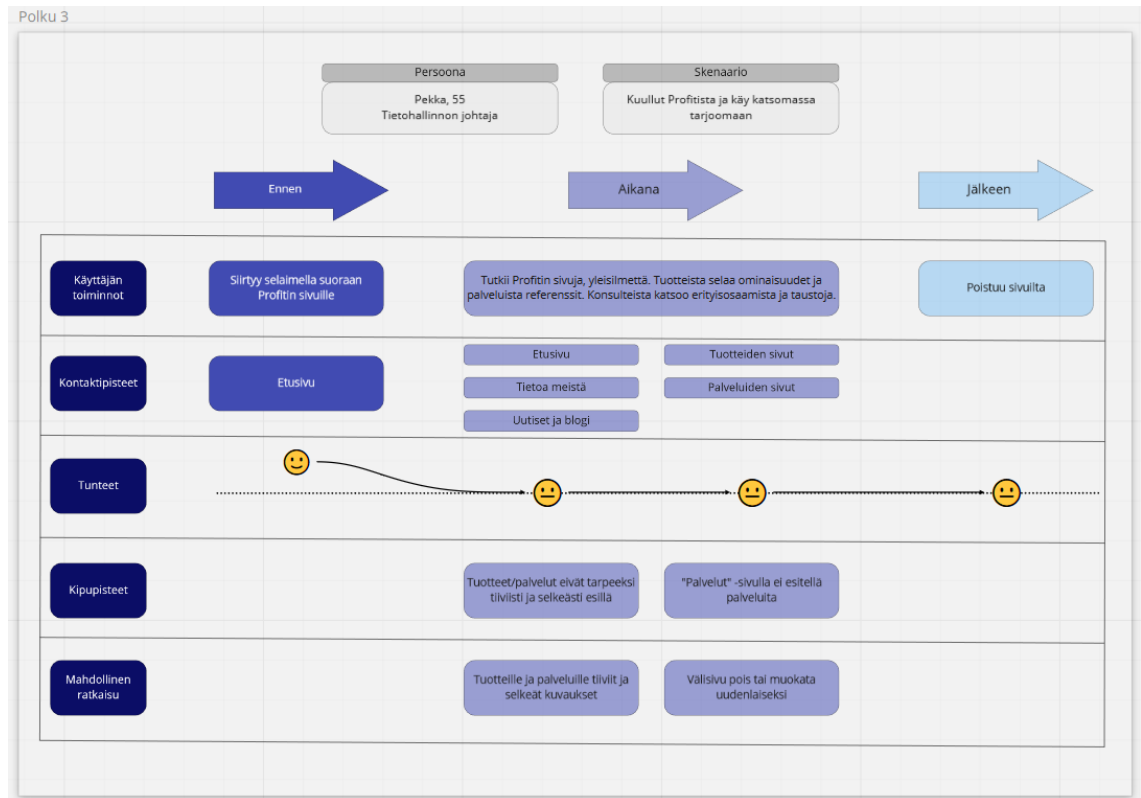 Polku 3
Persoona
Pekka, 55
Tietohallinnon johtaja
Skenaario
Kuullut Profitista ja käy katsomassa
tarjoomaan
Ennen
Aikana
Jälkeen
Käyttäjän
toiminnot
Siirtyy selaimella suoraan
Profitin sivuille
Tutkii Profitin sivuja, yleisilmettä. Tuotteista selaa ominaisuudet ja
palveluista referenssit. Konsulteista katsoo erityisosaamista ja taustoja.
Poistuu sivuilta
Kontaktipisteet
Etusivu
Etusivu
Tuotteiden sivut
Tietoa meistä
Palveluiden sivut
Uutiset ja blogi
Tunteet
Kipupisteet
Tuotteet/palvelut eivät tarpeeksi
tiiviisti ja selkeästi esillä
"Palvelut" -sivulla ei esitellä
palveluita
Mahdollinen
ratkaisu
Tuotteille ja palveluille tiiviit ja
selkeät kuvaukset
Välisivu pois tai muokata
uudenlaiseksi